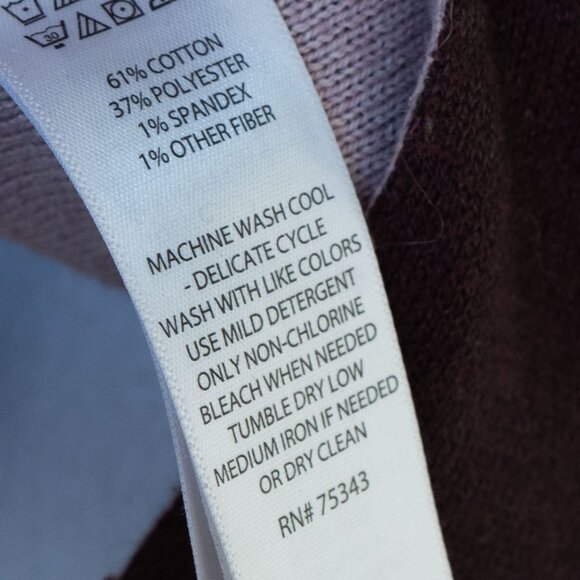 30
61% COTTON
37% POLYESTER
1% SPANDEX
1% OTHER FIBER
MACHINE WASH COOL
- DELICATE CYCLE
WASH WITH LIKE COLORS
USE MILD DETERGENT
ONLY NON-CHLORINE
BLEACH WHEN NEEDED
TUMBLE DRY LOW
MEDIUM IRON IF NEEDED
OR DRY CLEAN
RN# 75343